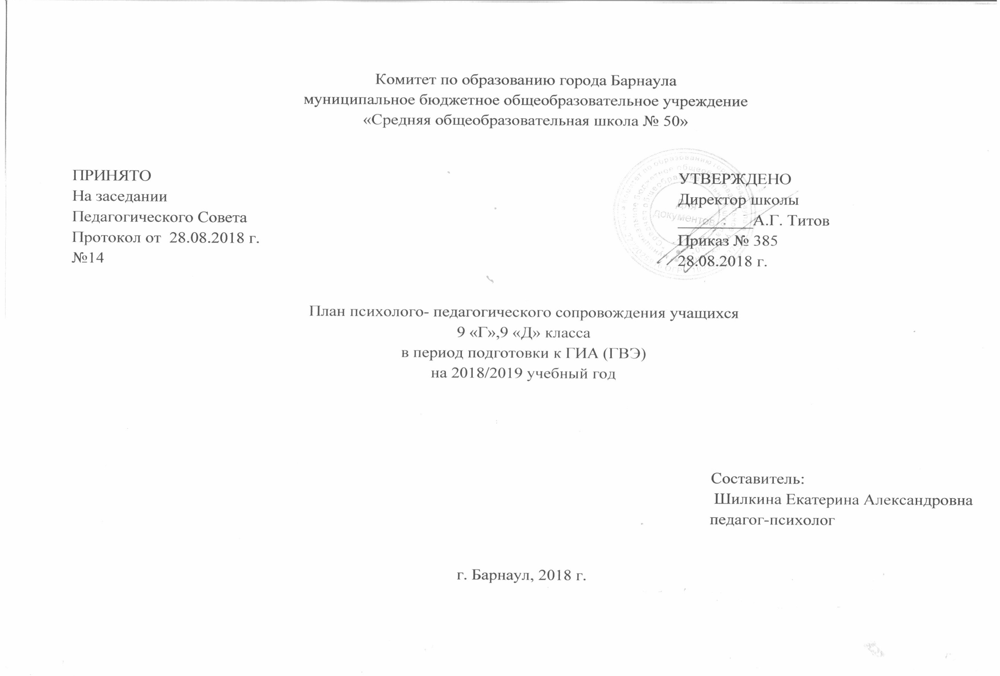 Комитет по образованию города Барнаула
муниципальное бюджетное общеобразовательное учреждение
«Средняя общеобразовательная школа № 50»
ПРИНЯТО
На заседании
Педагогического Совета
Протокол от 28.08.2018 г.
№14
УТВЕРЖДЕНО
Директор школы
А.Г. Титов
Приказ № 385
28.08.2018 г.
Для
документов
План психолого- педагогического сопровождения учащихся
9 «Г»,9 «Д» класса
в период подготовки к ГИА (ГВЭ)
на 2018/2019 учебный год
Составитель:
Шилкина Екатерина Александровна
педагог-психолог
г. Барнаул, 2018 г.